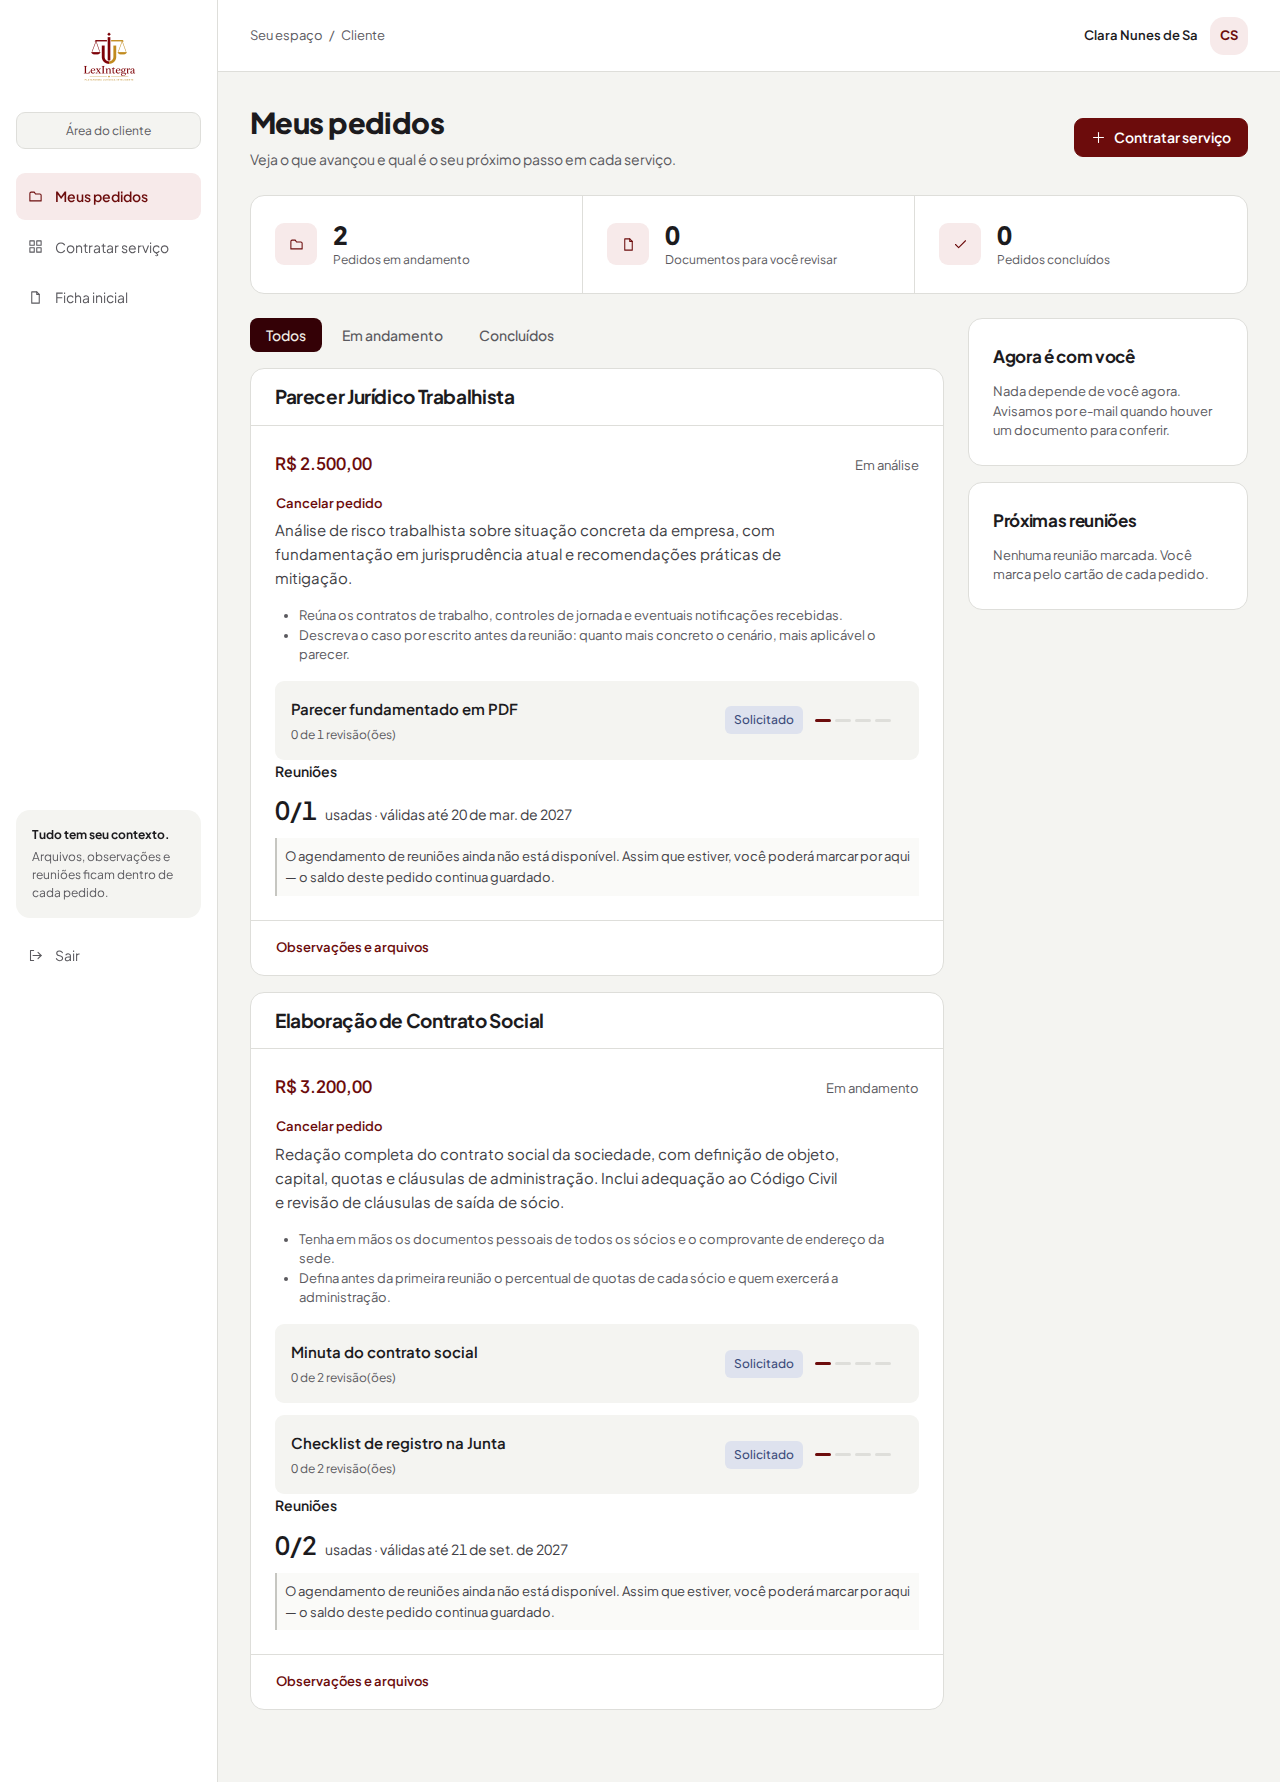 LexIntegra
Área do cliente
Meus pedidos
Contratar serviço
Ficha inicial
Tudo tem seu contexto.
Arquivos, observações e
reuniões ficam dentro de
cada pedido.
Sair
Seu espaço / Cliente
Clara Nunes de Sa CS
Meus pedidos
Veja o que avançou e qual é o seu próximo passo em cada serviço.
Contratar serviço
2
Pedidos em andamento
0
Documentos para você revisar
0
Pedidos concluídos
Todos Em andamento Concluídos
Parecer Jurídico Trabalhista
R$ 2.500,00 Em análise
Cancelar pedido
Análise de risco trabalhista sobre situação concreta da empresa, com
fundamentação em jurisprudência atual e recomendações práticas de
mitigação.
• Reúna os contratos de trabalho, controles de jornada e eventuais notificações recebidas.
• Descreva o caso por escrito antes da reunião: quanto mais concreto o cenário, mais aplicável o
parecer.
Parecer fundamentado em PDF
0 de 1 revisão(ões)
Solicitado
Reuniões
0/1 usadas · válidas até 20 de mar. de 2027
O agendamento de reuniões ainda não está disponível. Assim que estiver, você poderá marcar por aqui
— o saldo deste pedido continua guardado.
Observações e arquivos
Elaboração de Contrato Social
R$ 3.200,00 Em andamento
Cancelar pedido
Redação completa do contrato social da sociedade, com definição de objeto,
capital, quotas e cláusulas de administração. Inclui adequação ao Código Civil
e revisão de cláusulas de saída de sócio.
• Tenha em mãos os documentos pessoais de todos os sócios e o comprovante de endereço da
sede.
• Defina antes da primeira reunião o percentual de quotas de cada sócio e quem exercerá a
administração.
Minuta do contrato social
0 de 2 revisão(ões)
Solicitado
Checklist de registro na Junta
0 de 2 revisão(ões)
Solicitado
Reuniões
0/2 usadas · válidas até 21 de set. de 2027
O agendamento de reuniões ainda não está disponível. Assim que estiver, você poderá marcar por aqui
— o saldo deste pedido continua guardado.
Observações e arquivos
Agora é com você
Nada depende de você agora.
Avisamos por e-mail quando houver
um documento para conferir.
Próximas reuniões
Nenhuma reunião marcada. Você
marca pelo cartão de cada pedido.